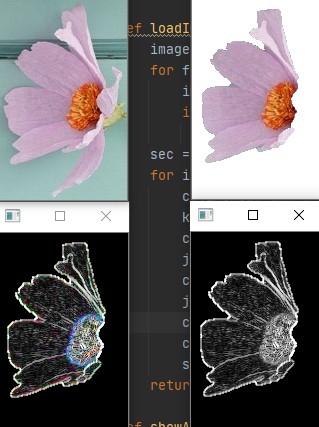 ef loadI
image
for f
i
i
sec =
for i
c
k
c
j
c
j
c
c
s
retur
ef showA